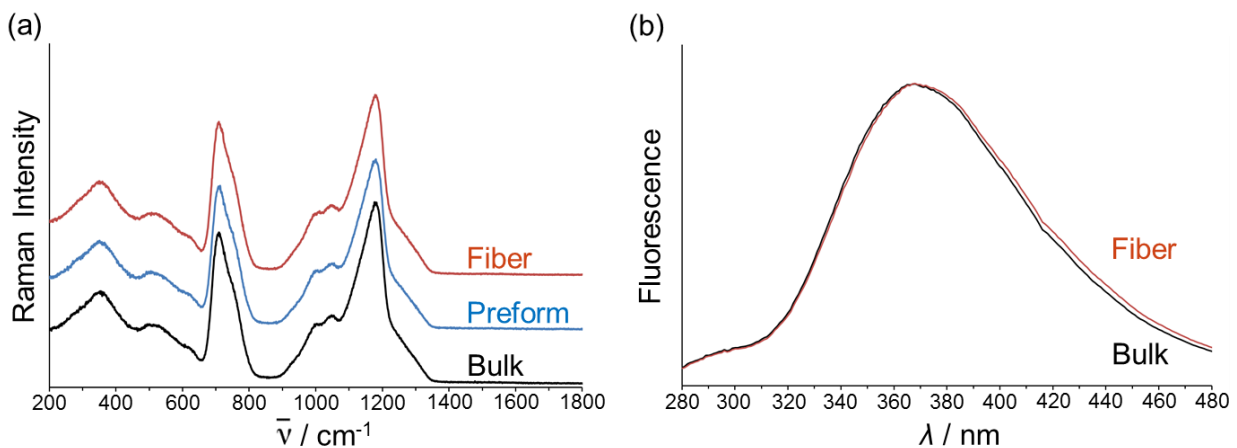 (a)
Raman Intensity
Fiber
Preform
Bulk
200 400 600 800 1000 1200 1400 1600 1800
ν̄ / cm⁻¹
(b)
Fluorescence
Fiber
Bulk
280 300 320 340 360 380 400 420 440 460 480
λ / nm